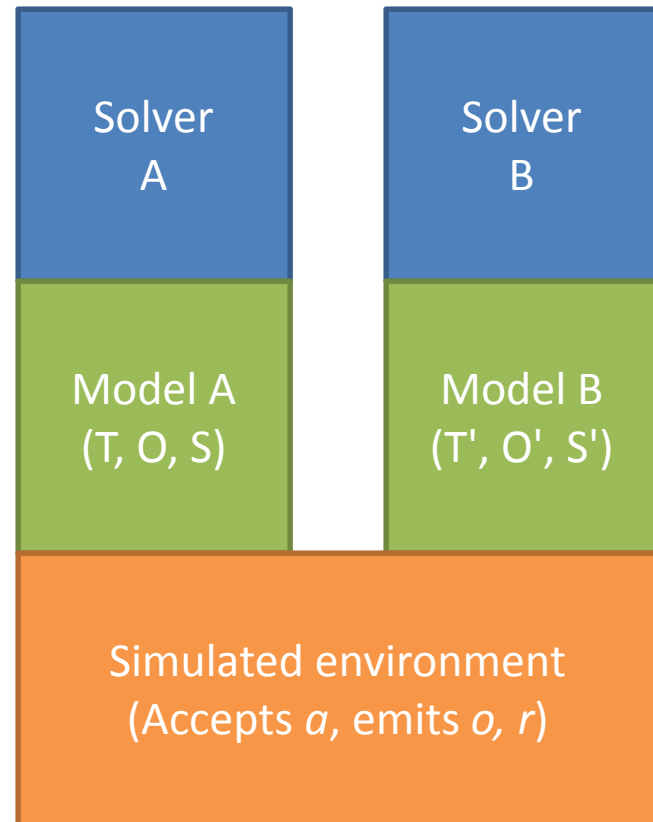 Solver
A
Solver
B
Model A
(T, O, S)
Model B
(T', O', S')
Simulated environment
(Accepts a, emits o, r)